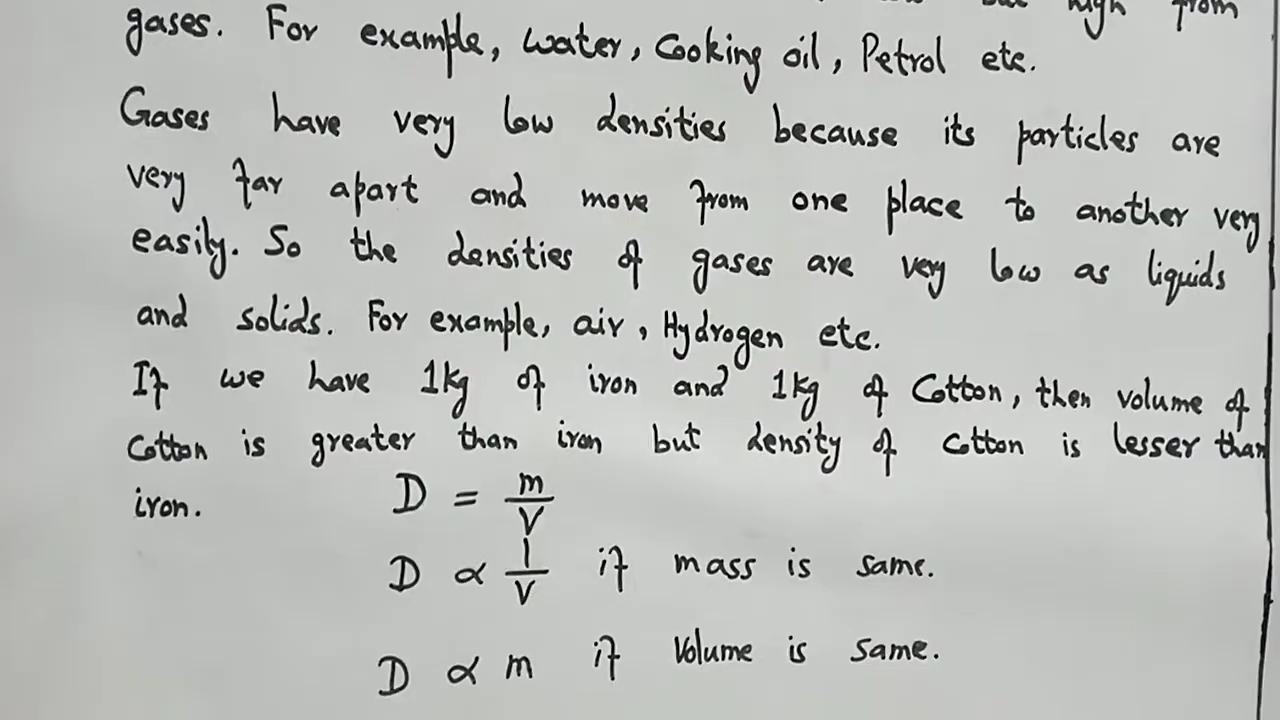 but high from
gases. For example, water, Cooking oil, Petrol etc.
Gases have very low densities because its particles are
very far apart and move from one place to another very
easily. So the densities of gases are very low as liquids
and solids. For example, air, Hydrogen etc.
If we have 1kg of iron and 1kg of Cotton, then volume of
Cotton is greater than iron but density of cotton is lesser than
iron.
D = m/V
D ∝ 1/V if mass is same.
D ∝ m if Volume is same.